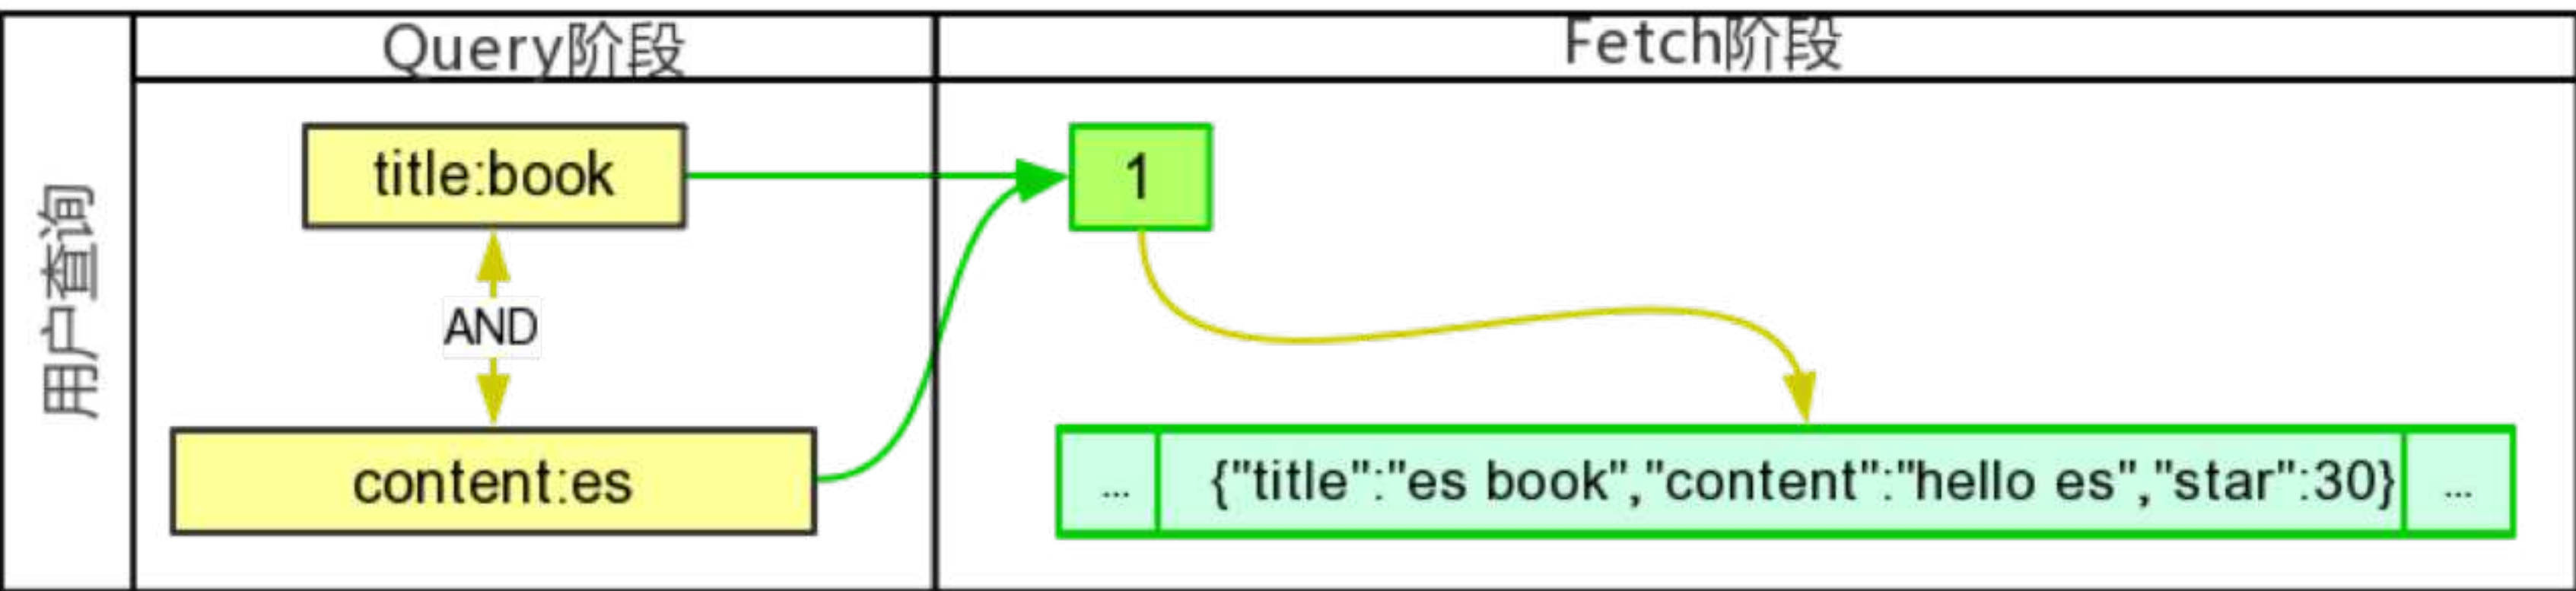 Query阶段
Fetch阶段
用户查询
title:book
1
AND
content:es
...
{"title":"es book","content":"hello es","star":30}
...